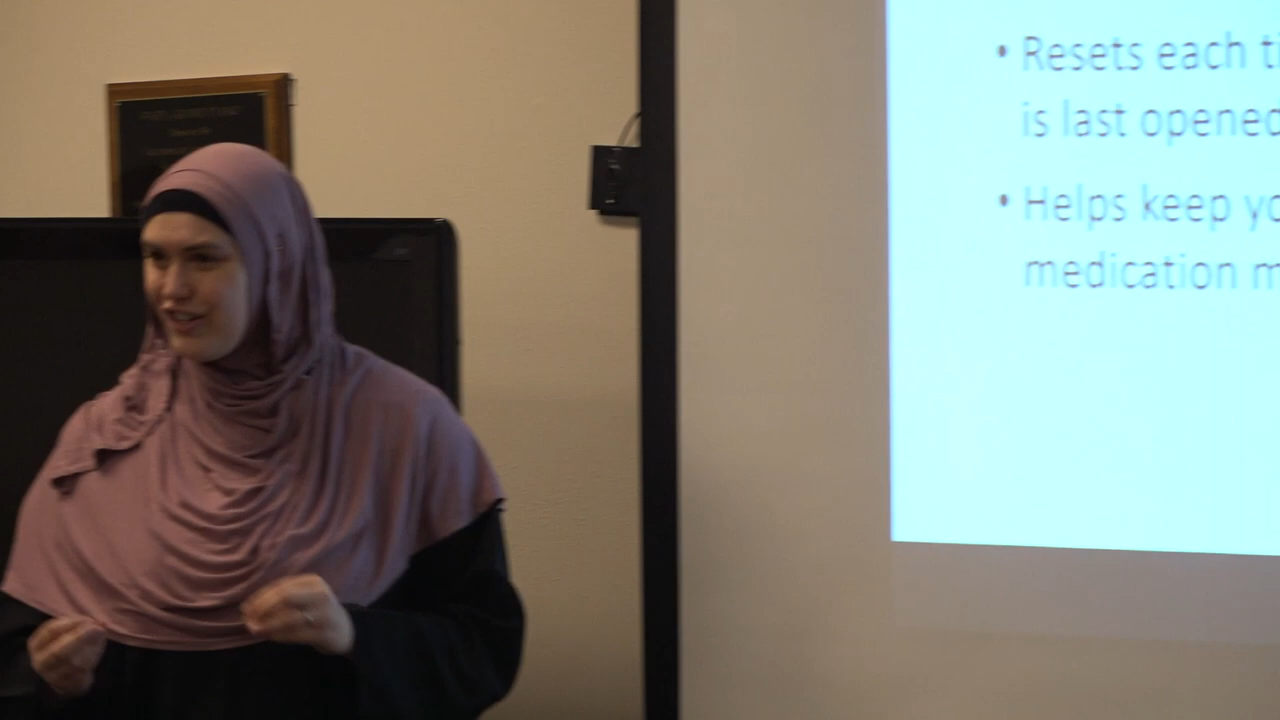 • Resets each ti
is last opened
• Helps keep yo
medication m